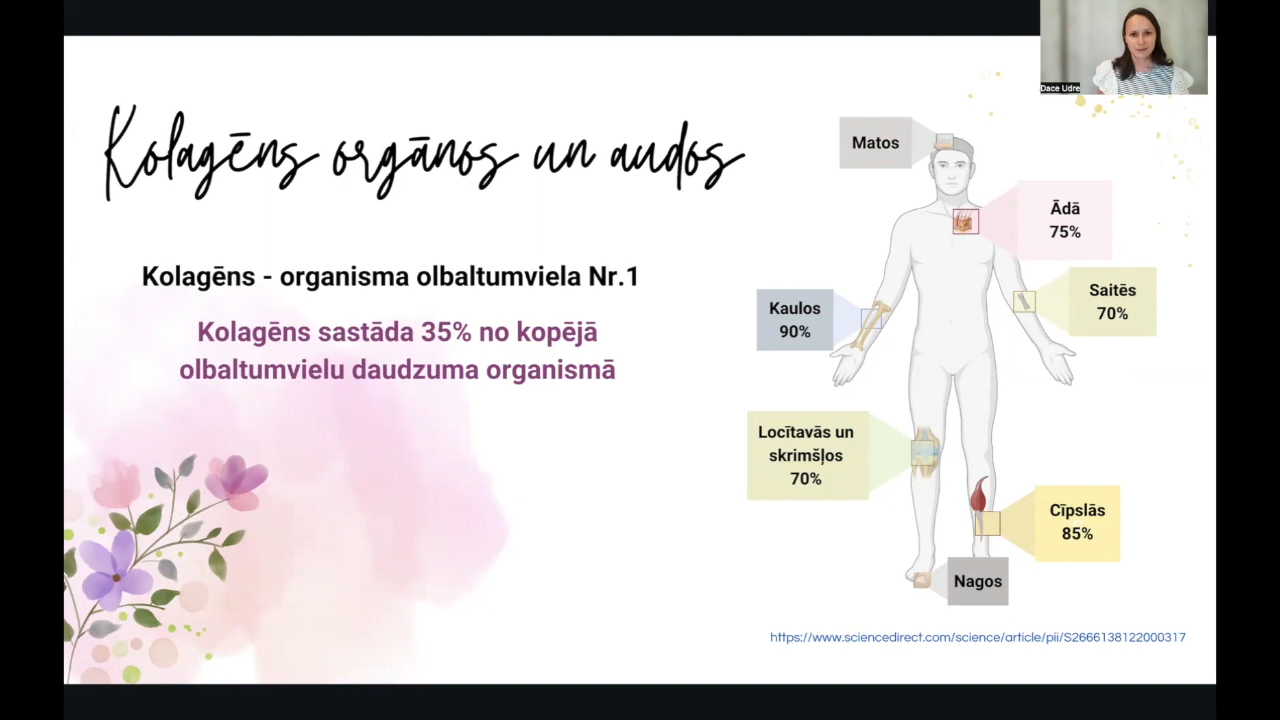 Dace Udre
Kolagēns orgānos un audos
Kolagēns - organisma olbaltumviela Nr.1
Kolagēns sastāda 35% no kopējā
olbaltumvielu daudzuma organismā
Matos
Ādā
75%
Saitēs
70%
Kaulos
90%
Locītavās un
skrimšļos
70%
Cīpslās
85%
Nagos
https://www.sciencedirect.com/science/article/pii/S2666138122000317